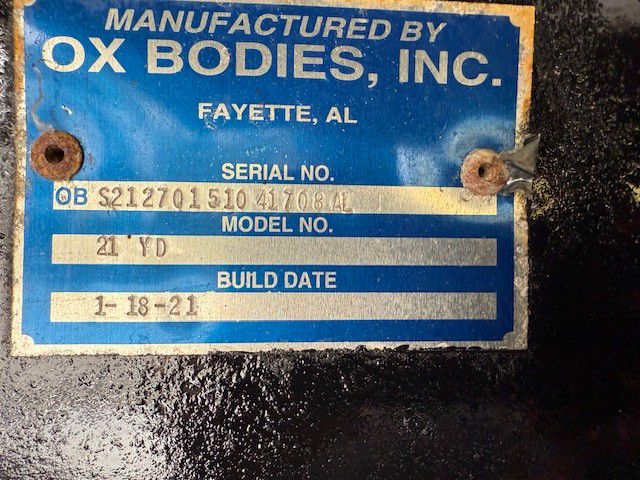 MANUFACTURED BY
OX BODIES, INC.
FAYETTE, AL
SERIAL NO.
OB S212701510 41708 AL
MODEL NO.
21 YD
BUILD DATE
1-18-21